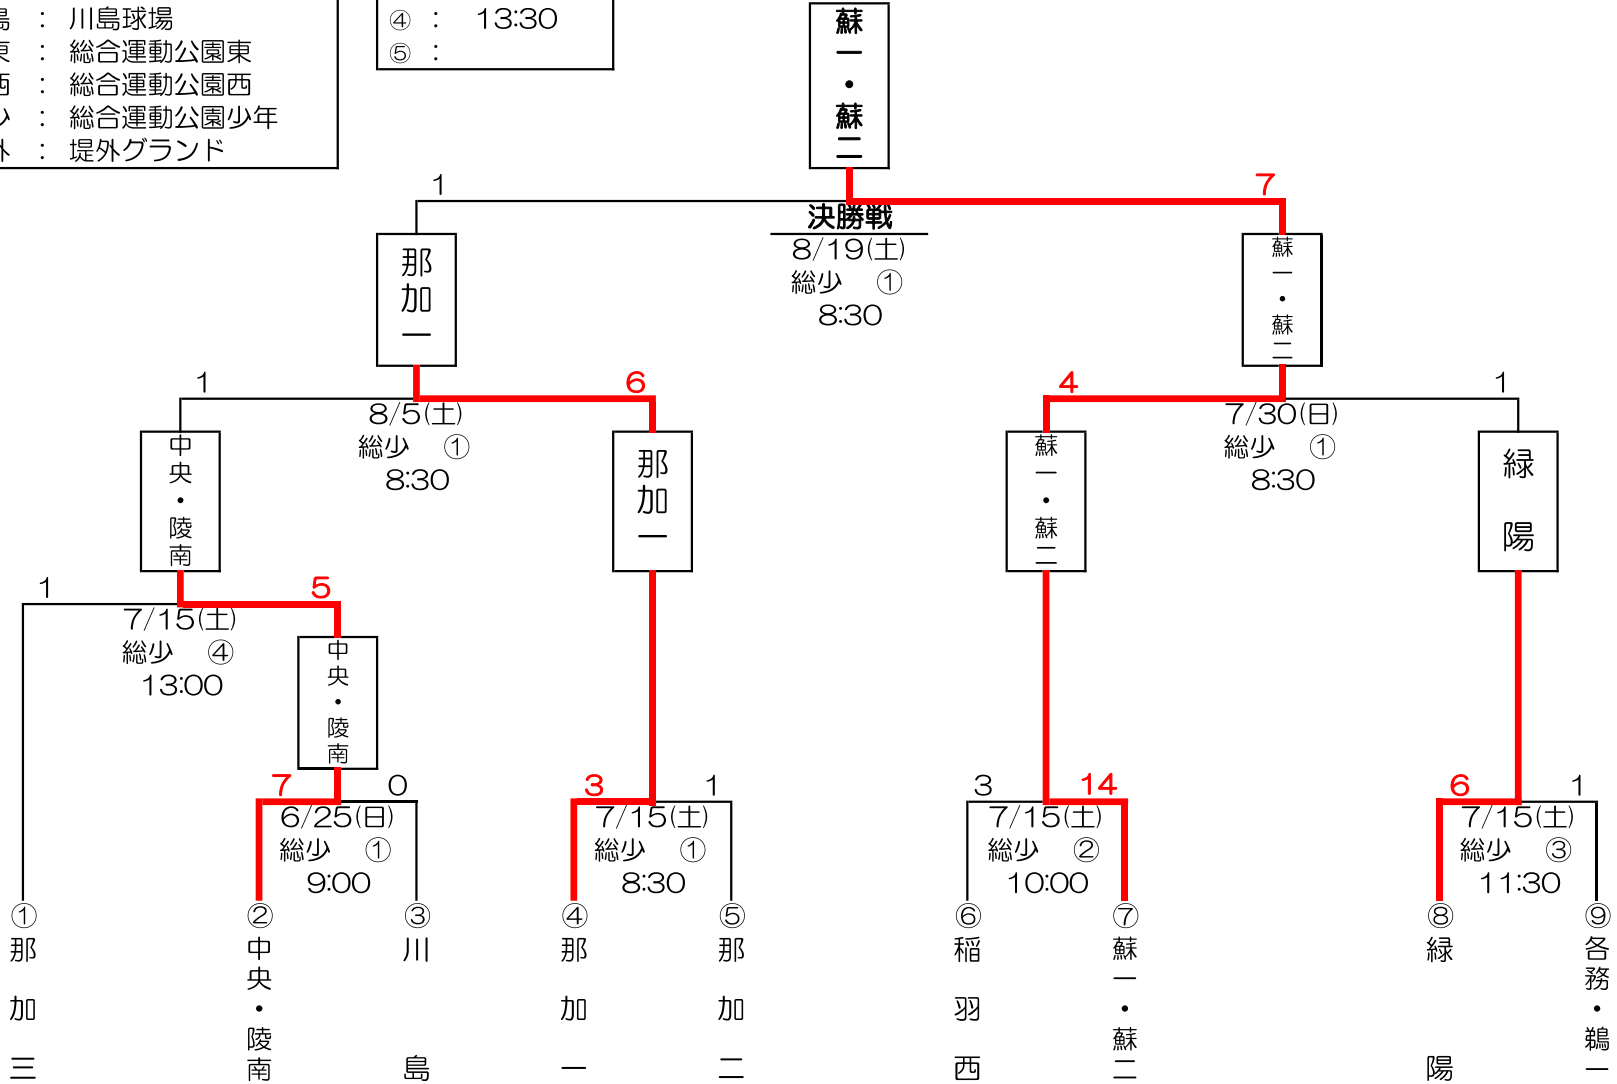 島 : 川島球場
東 : 総合運動公園東
西 : 総合運動公園西
少 : 総合運動公園少年
外 : 堤外グランド
④ : 13:30
⑤ :
蘇一・蘇二
1
7
決勝戦
8/19(土)
総少 ①
8:30
那加一
蘇一・蘇二
1
6
8/5(土)
総少 ①
8:30
4
1
7/30(日)
総少 ①
8:30
中央・陵南
那加一
蘇一・蘇二
緑陽
1
5
7/15(土)
総少 ④
13:00
中央・陵南
7
0
6/25(日)
総少 ①
9:00
3
1
7/15(土)
総少 ①
8:30
3
14
7/15(土)
総少 ②
10:00
6
1
7/15(土)
総少 ③
11:30
① 那加三
② 中央・陵南
③ 川島
④ 那加一
⑤ 那加二
⑥ 稲羽西
⑦ 蘇一・蘇二
⑧ 緑陽
⑨ 各務・鵜一